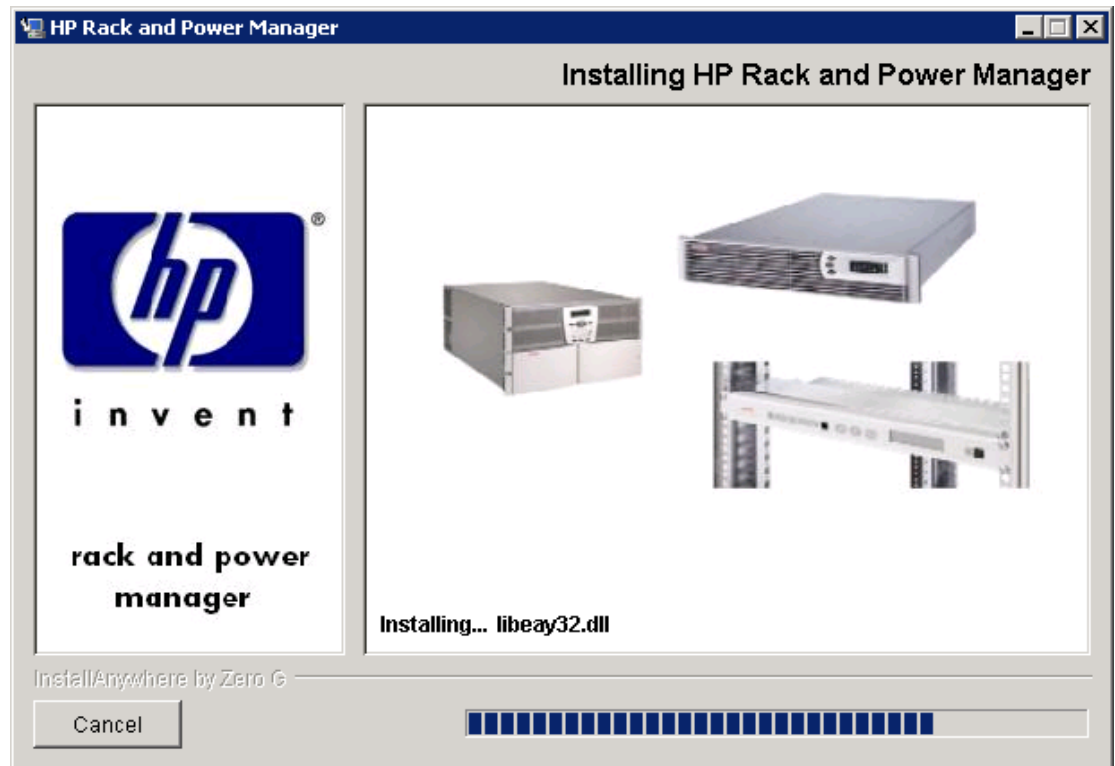 HP Rack and Power Manager
Installing HP Rack and Power Manager
hp
®
invent
rack and power
manager
Installing... libeay32.dll
InstallAnywhere by Zero G
Cancel